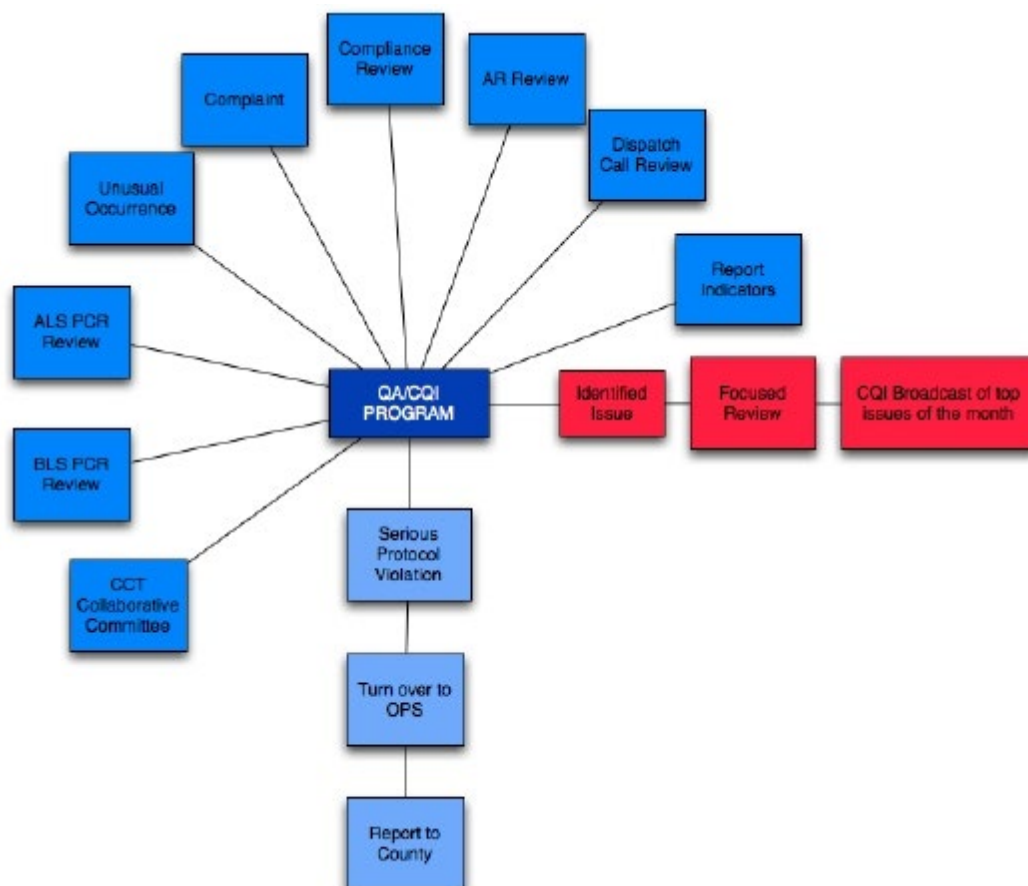 Compliance
Review
AR Review
Complaint
Dispatch
Call Review
Unusual
Occurrence
Report
Indicators
ALS PCR
Review
QA/CQI
PROGRAM
Identified
Issue
Focused
Review
CQI Broadcast of top
issues of the month
BLS PCR
Review
Serious
Protocol
Violation
CCT
Collaborative
Committee
Turn over to
OPS
Report to
County